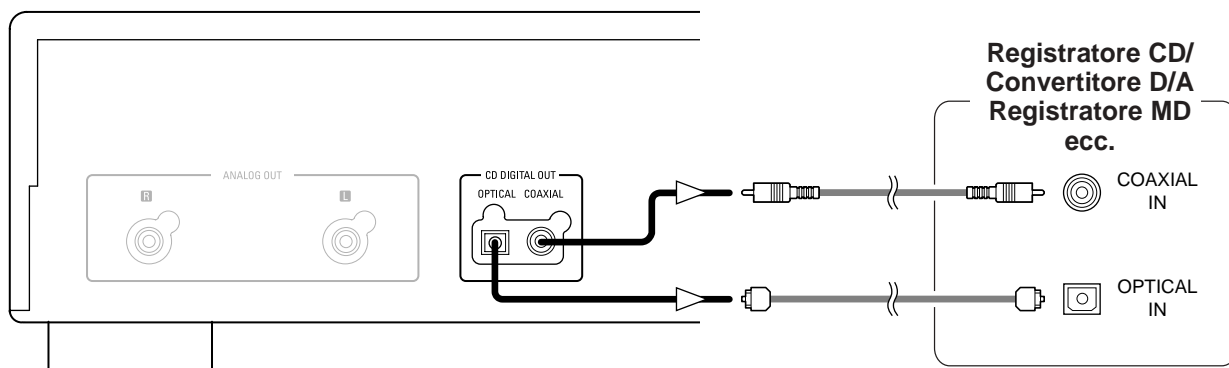 Registratore CD/
Convertitore D/A
Registratore MD
ecc.
ANALOG OUT
R
L
CD DIGITAL OUT
OPTICAL COAXIAL
COAXIAL
IN
OPTICAL
IN